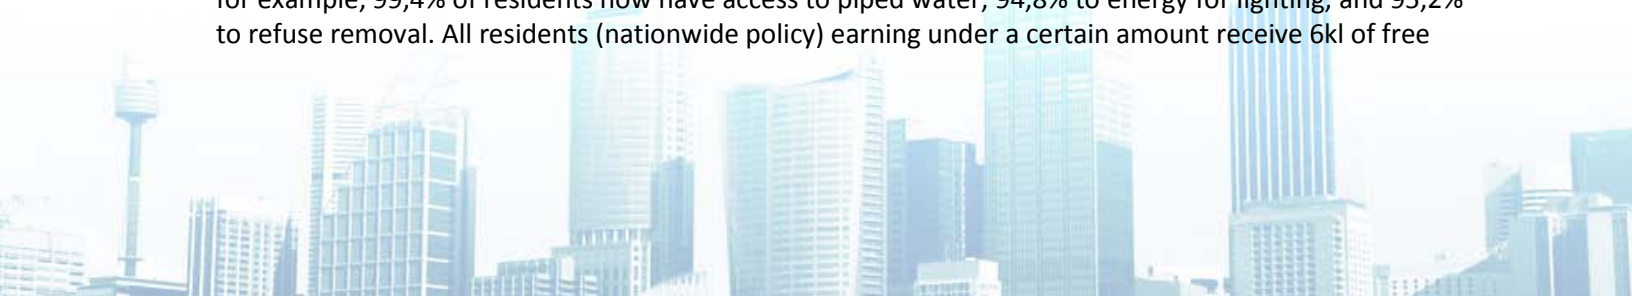 for example, 99,4% of residents now have access to piped water, 94,8% to energy for lighting, and 95,2%
to refuse removal. All residents (nationwide policy) earning under a certain amount receive 6kl of free